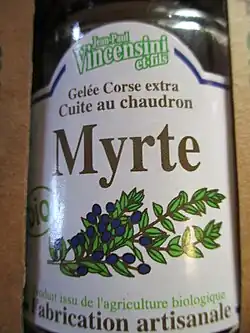 Jean-Paul
Vincensini
et fils
Gelée Corse extra
Cuite au chaudron
Myrte
bio
Produit issu de l'agriculture biologique
Fabrication artisanale